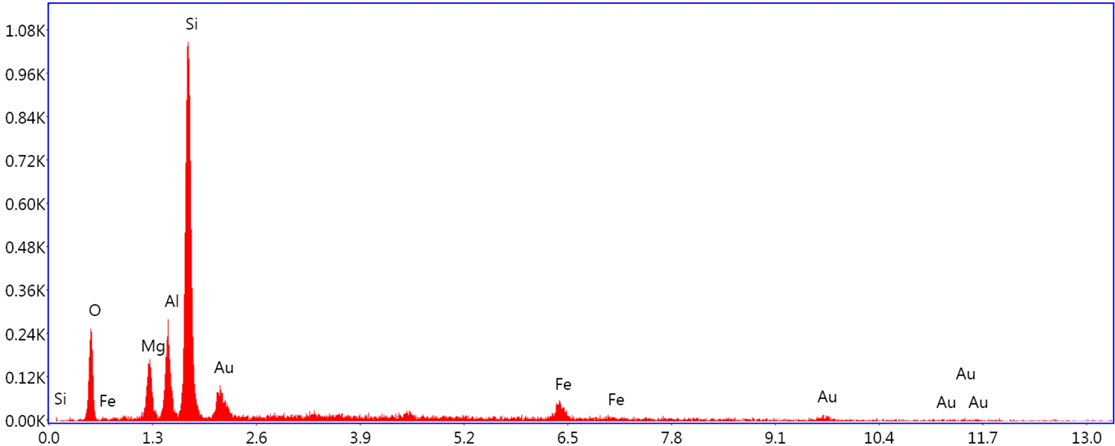 Si
1.08K
0.96K
0.84K
0.72K
0.60K
0.48K
0.36K
0.24K
0.12K
0.00K
O
Al
Mg
Au
Si
Fe
Fe
Fe
Au
Au
Au
Au
0.0 1.3 2.6 3.9 5.2 6.5 7.8 9.1 10.4 11.7 13.0